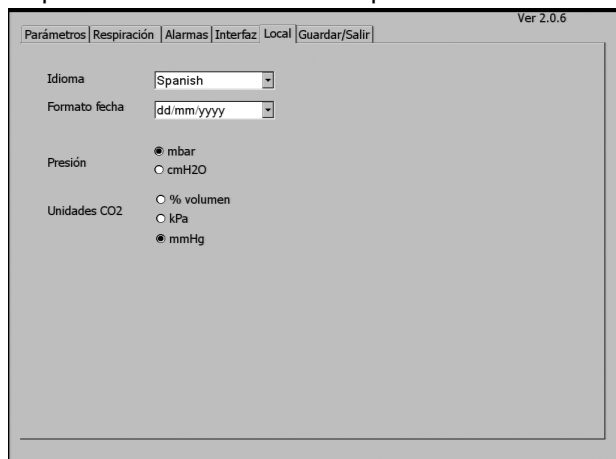 Ver 2.0.6
Parámetros Respiración Alarmas Interfaz Local Guardar/Salir
Idioma Spanish
Formato fecha dd/mm/yyyy
mbar
Presión
cmH2O
% volumen
Unidades CO2
kPa
mmHg